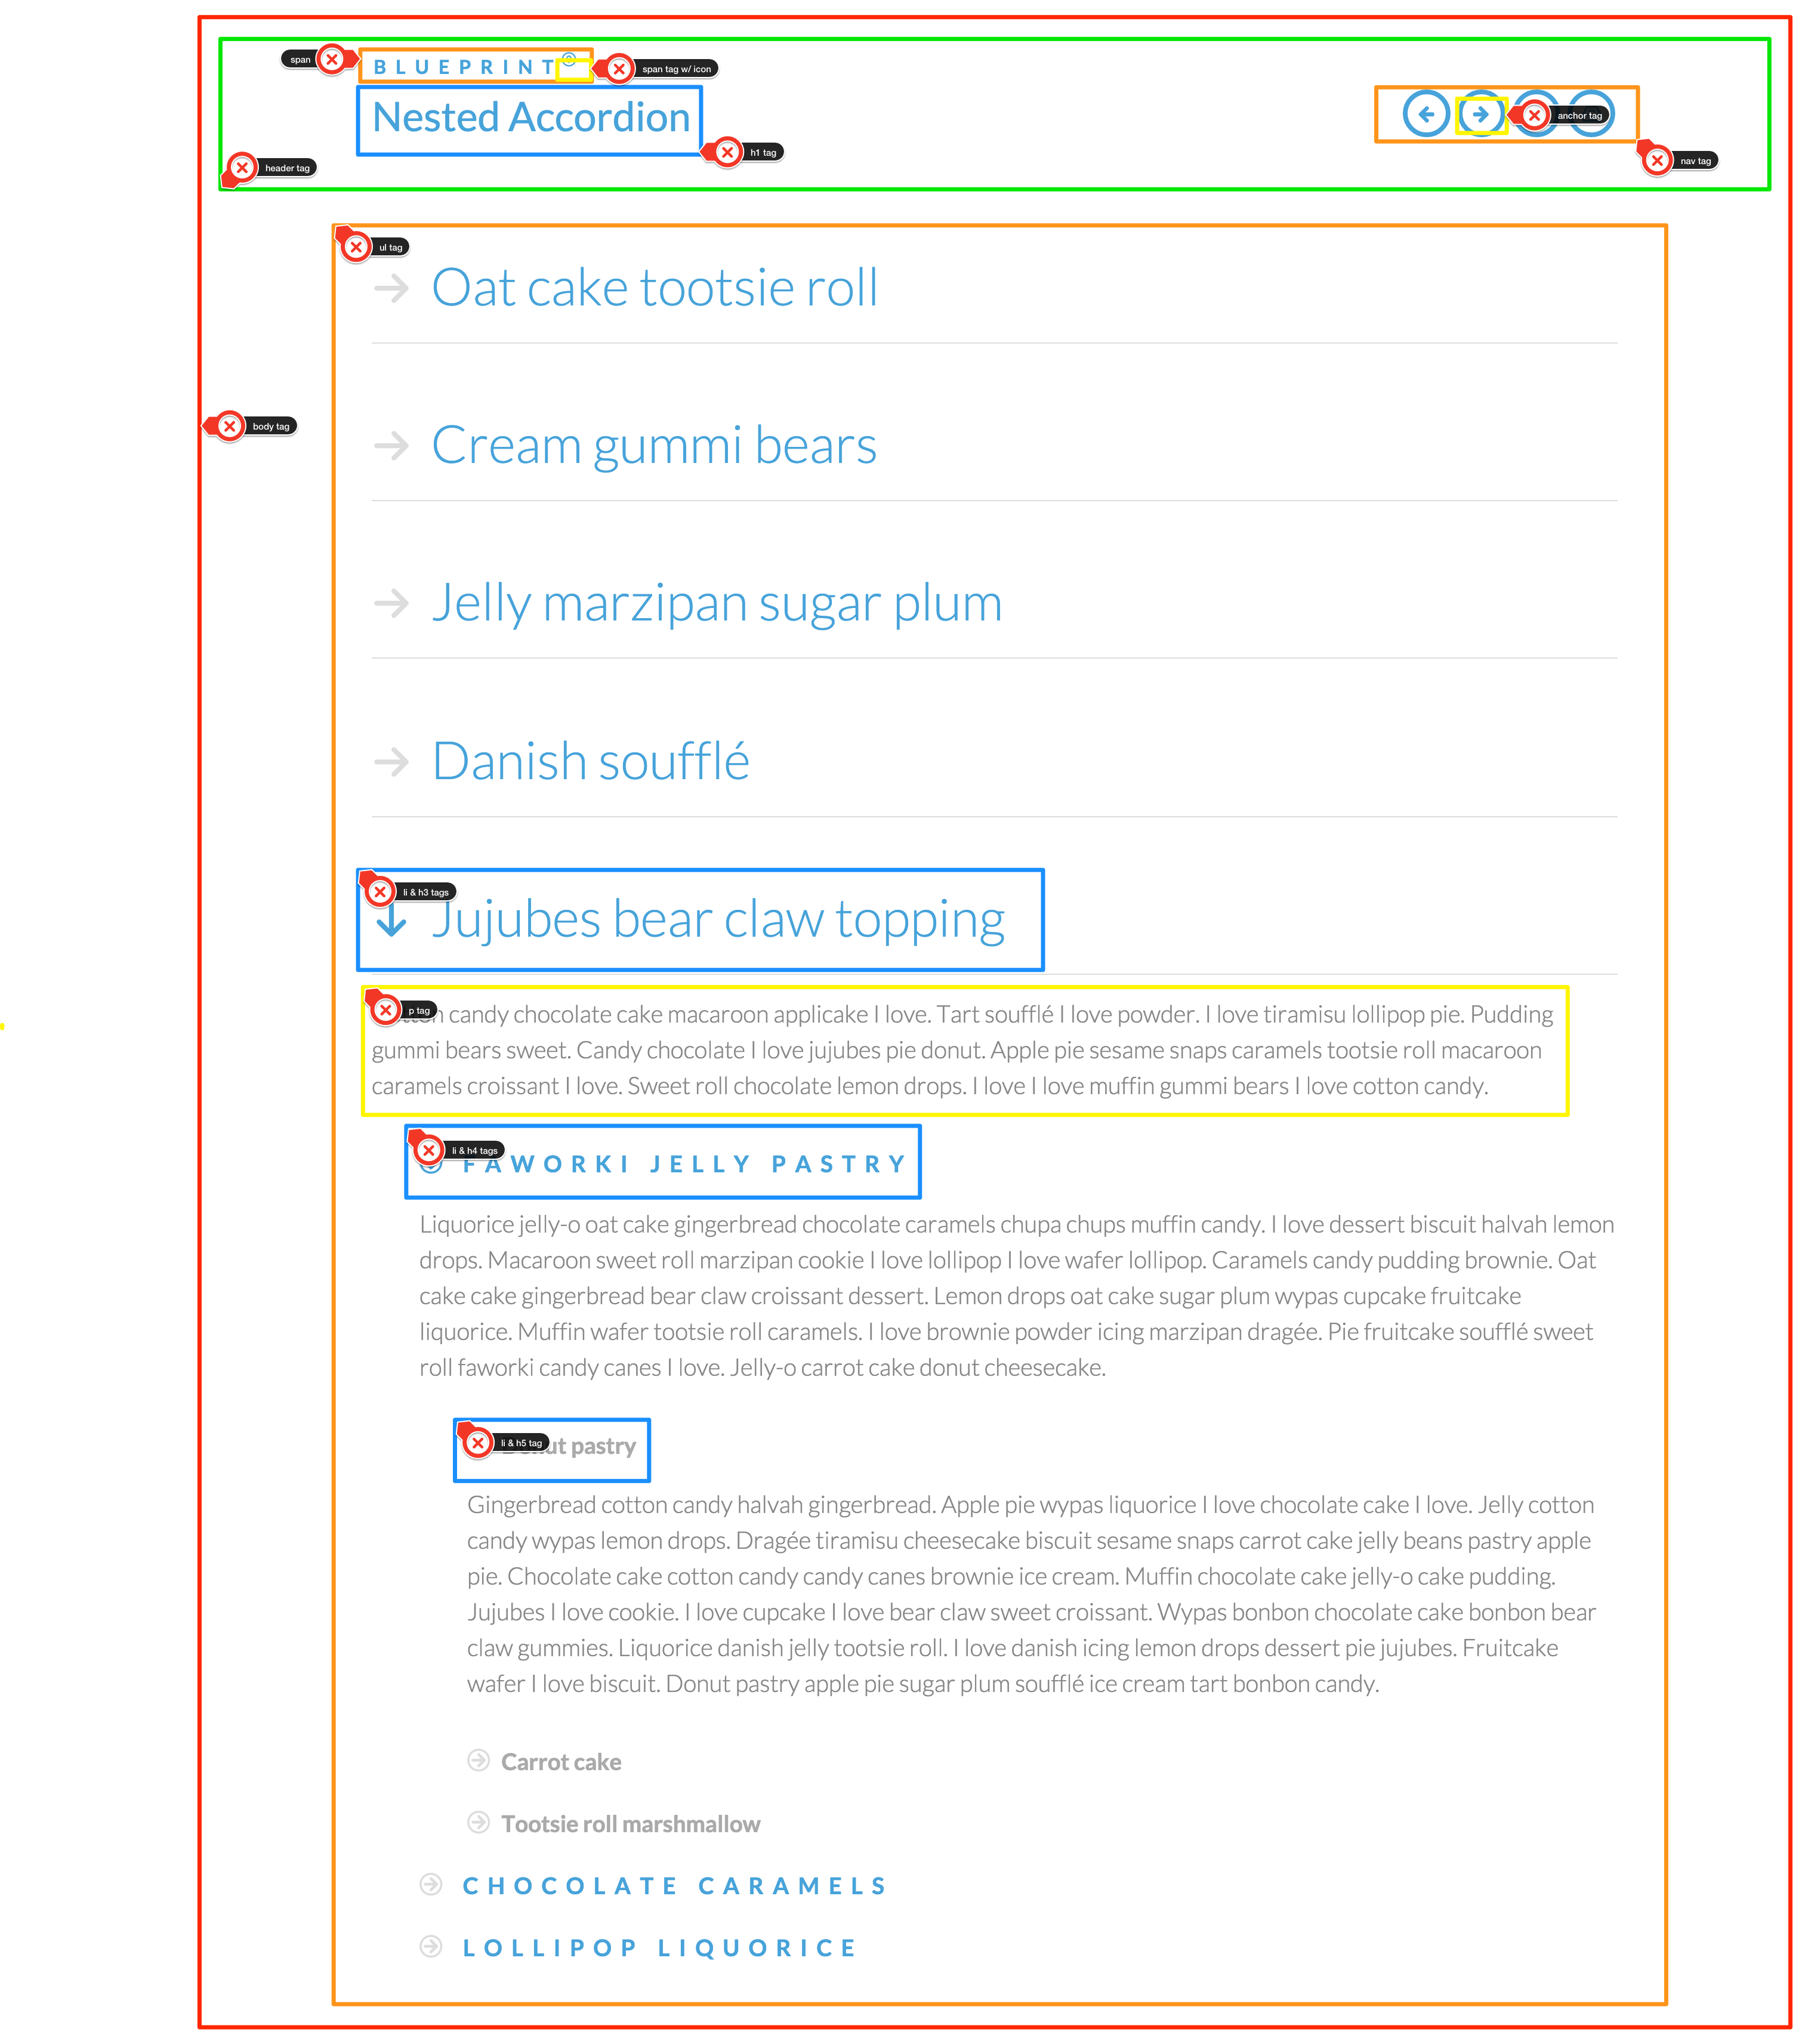 span
BLUEPRINT
span tag w/ icon
Nested Accordion
anchor tag
h1 tag
nav tag
header tag
ul tag
Oat cake tootsie roll
body tag
Cream gummi bears
Jelly marzipan sugar plum
Danish soufflé
li & h3 tags
Jujubes bear claw topping
p tag
candy chocolate cake macaroon applicake I love. Tart soufflé I love powder. I love tiramisu lollipop pie. Pudding
gummi bears sweet. Candy chocolate I love jujubes pie donut. Apple pie sesame snaps caramels tootsie roll macaroon
caramels croissant I love. Sweet roll chocolate lemon drops. I love I love muffin gummi bears I love cotton candy.
li & h4 tags
FAWORKI JELLY PASTRY
Liquorice jelly-o oat cake gingerbread chocolate caramels chupa chups muffin candy. I love dessert biscuit halvah lemon
drops. Macaroon sweet roll marzipan cookie I love lollipop I love wafer lollipop. Caramels candy pudding brownie. Oat
cake cake gingerbread bear claw croissant dessert. Lemon drops oat cake sugar plum wypas cupcake fruitcake
liquorice. Muffin wafer tootsie roll caramels. I love brownie powder icing marzipan dragée. Pie fruitcake soufflé sweet
roll faworki candy canes I love. Jelly-o carrot cake donut cheesecake.
li & h5 tag
pastry
Gingerbread cotton candy halvah gingerbread. Apple pie wypas liquorice I love chocolate cake I love. Jelly cotton
candy wypas lemon drops. Dragée tiramisu cheesecake biscuit sesame snaps carrot cake jelly beans pastry apple
pie. Chocolate cake cotton candy candy canes brownie ice cream. Muffin chocolate cake jelly-o cake pudding.
Jujubes I love cookie. I love cupcake I love bear claw sweet croissant. Wypas bonbon chocolate cake bonbon bear
claw gummies. Liquorice danish jelly tootsie roll. I love danish icing lemon drops dessert pie jujubes. Fruitcake
wafer I love biscuit. Donut pastry apple pie sugar plum soufflé ice cream tart bonbon candy.
Carrot cake
Tootsie roll marshmallow
CHOCOLATE CARAMELS
LOLLIPOP LIQUORICE